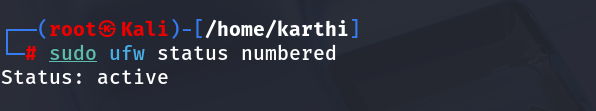 ┌──(root㉿Kali)-[/home/karthi]
└─# sudo ufw status numbered
Status: active